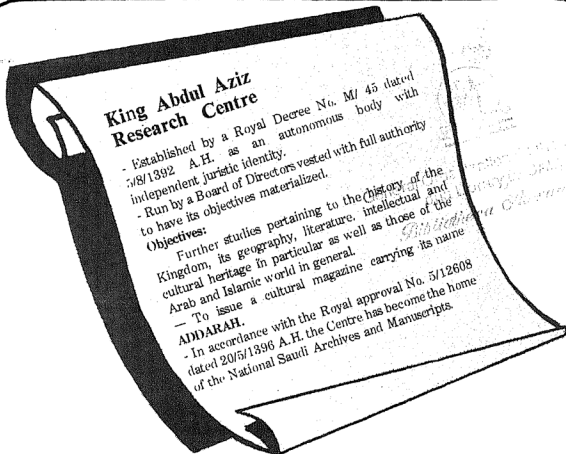 King Abdul Aziz
Research Centre
- Established by a Royal Decree No. M/ 45 dated
5/8/1392 A.H. as an autonomous body with
independent juristic identity.
- Run by a Board of Directors vested with full authority
to have its objectives materialized.
Objectives:
Further studies pertaining to the history of the
Kingdom, its geography, literature, intellectual and
cultural heritage in particular as well as those of the
Arab and Islamic world in general.
— To issue a cultural magazine carrying its name
ADDARAH.
- In accordance with the Royal approval No. 5/12608
dated 20/5/1396 A.H. the Centre has become the home
of the National Saudi Archives and Manuscripts.